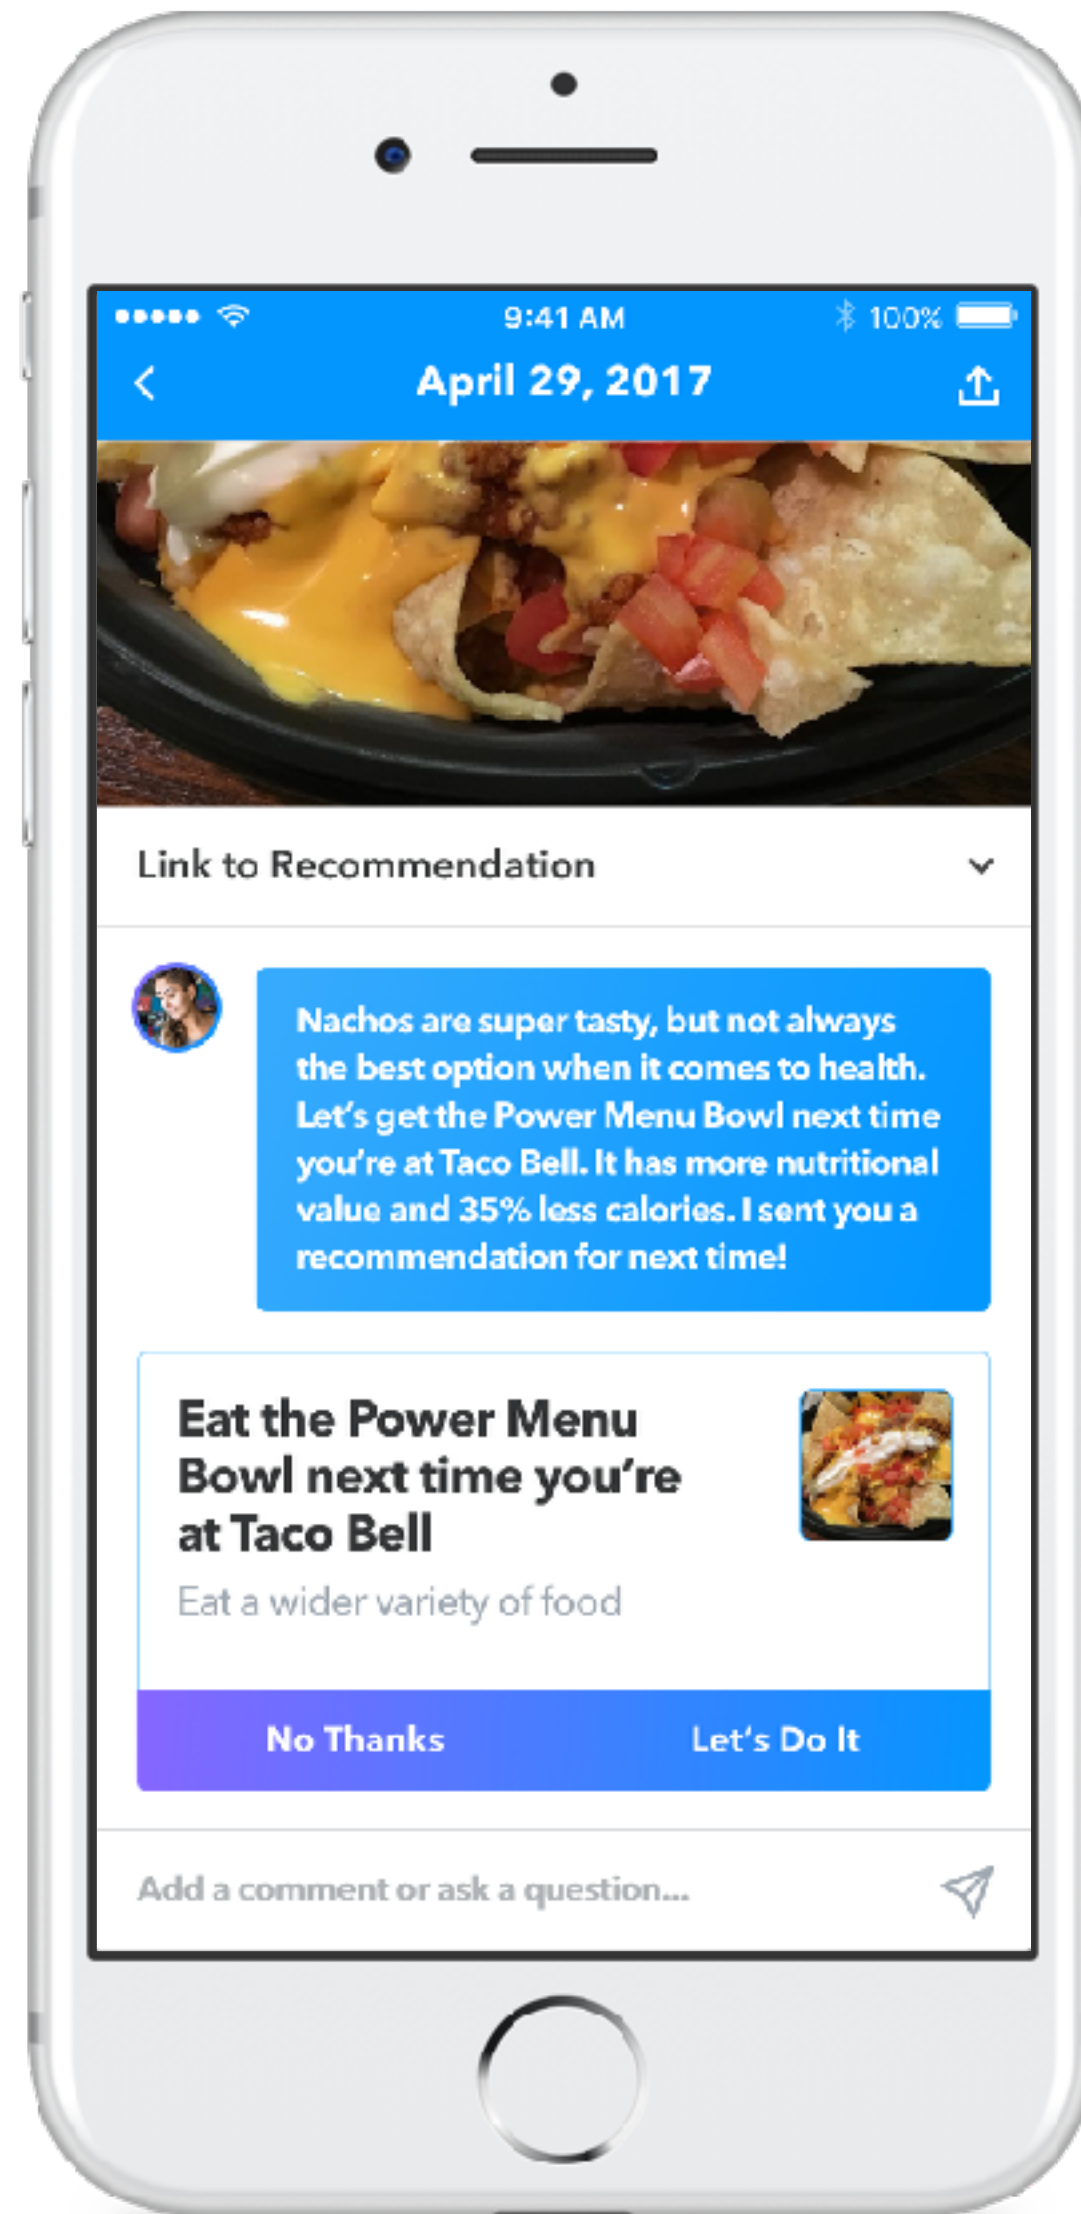 9:41 AM
100%
April 29, 2017
Link to Recommendation
Nachos are super tasty, but not always
the best option when it comes to health.
Let's get the Power Menu Bowl next time
you're at Taco Bell. It has more nutritional
value and 35% less calories. I sent you a
recommendation for next time!
Eat the Power Menu
Bowl next time you're
at Taco Bell
Eat a wider variety of food
No Thanks
Let's Do It
Add a comment or ask a question...